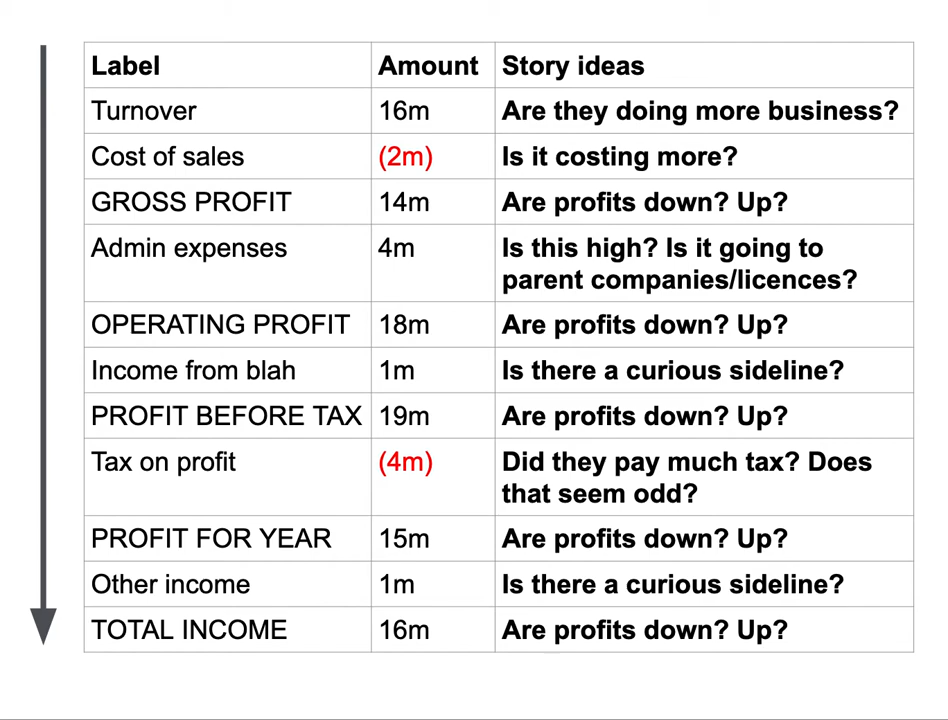 Label Amount Story ideas
Turnover 16m Are they doing more business?
Cost of sales (2m) Is it costing more?
GROSS PROFIT 14m Are profits down? Up?
Admin expenses 4m Is this high? Is it going to
parent companies/licences?
OPERATING PROFIT 18m Are profits down? Up?
Income from blah 1m Is there a curious sideline?
PROFIT BEFORE TAX 19m Are profits down? Up?
Tax on profit (4m) Did they pay much tax? Does
that seem odd?
PROFIT FOR YEAR 15m Are profits down? Up?
Other income 1m Is there a curious sideline?
TOTAL INCOME 16m Are profits down? Up?